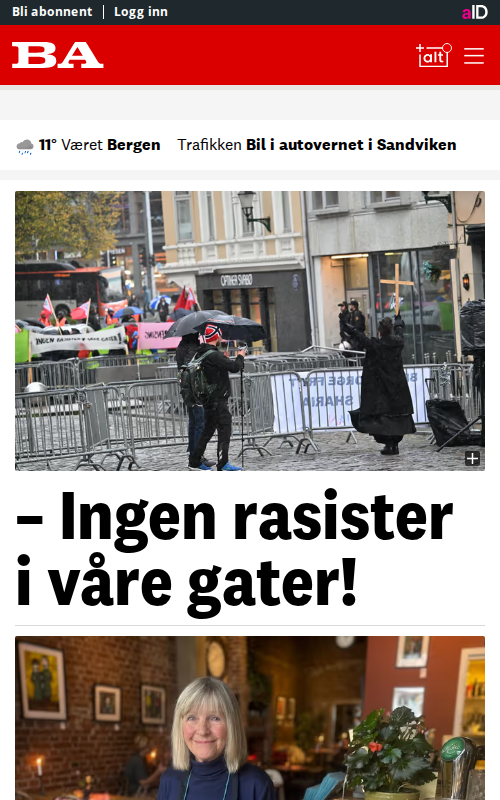 Bli abonnent
Logg inn
aID
BA
+alt
11° Været Bergen
Trafikken Bil i autovernet i Sandviken
OPTIKER SVABØ
INGEN RASISTER I VÅRE GATER!
– Ingen rasister
i våre gater!